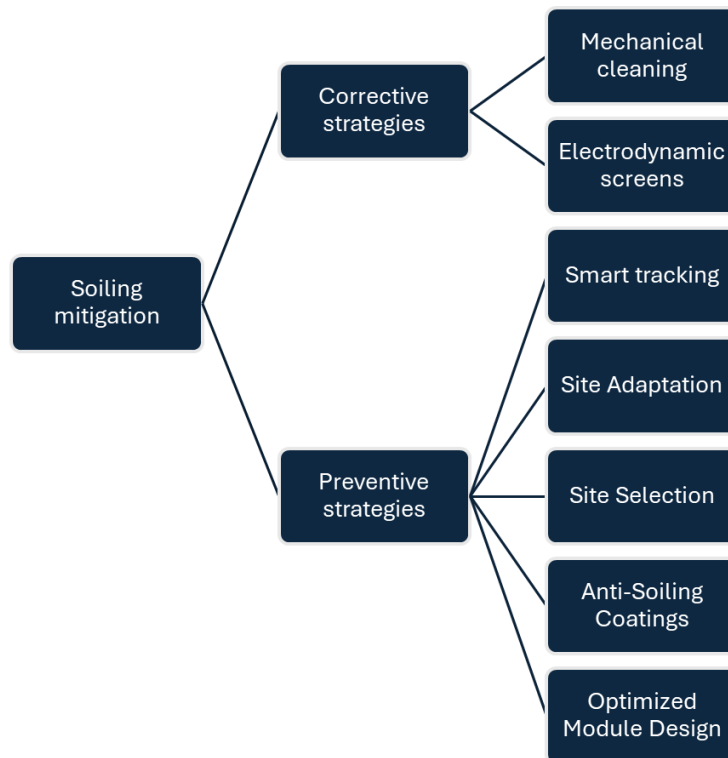 Mechanical
cleaning
Corrective
strategies
Electrodynamic
screens
Smart tracking
Soiling
mitigation
Site Adaptation
Preventive
strategies
Site Selection
Anti-Soiling
Coatings
Optimized
Module Design